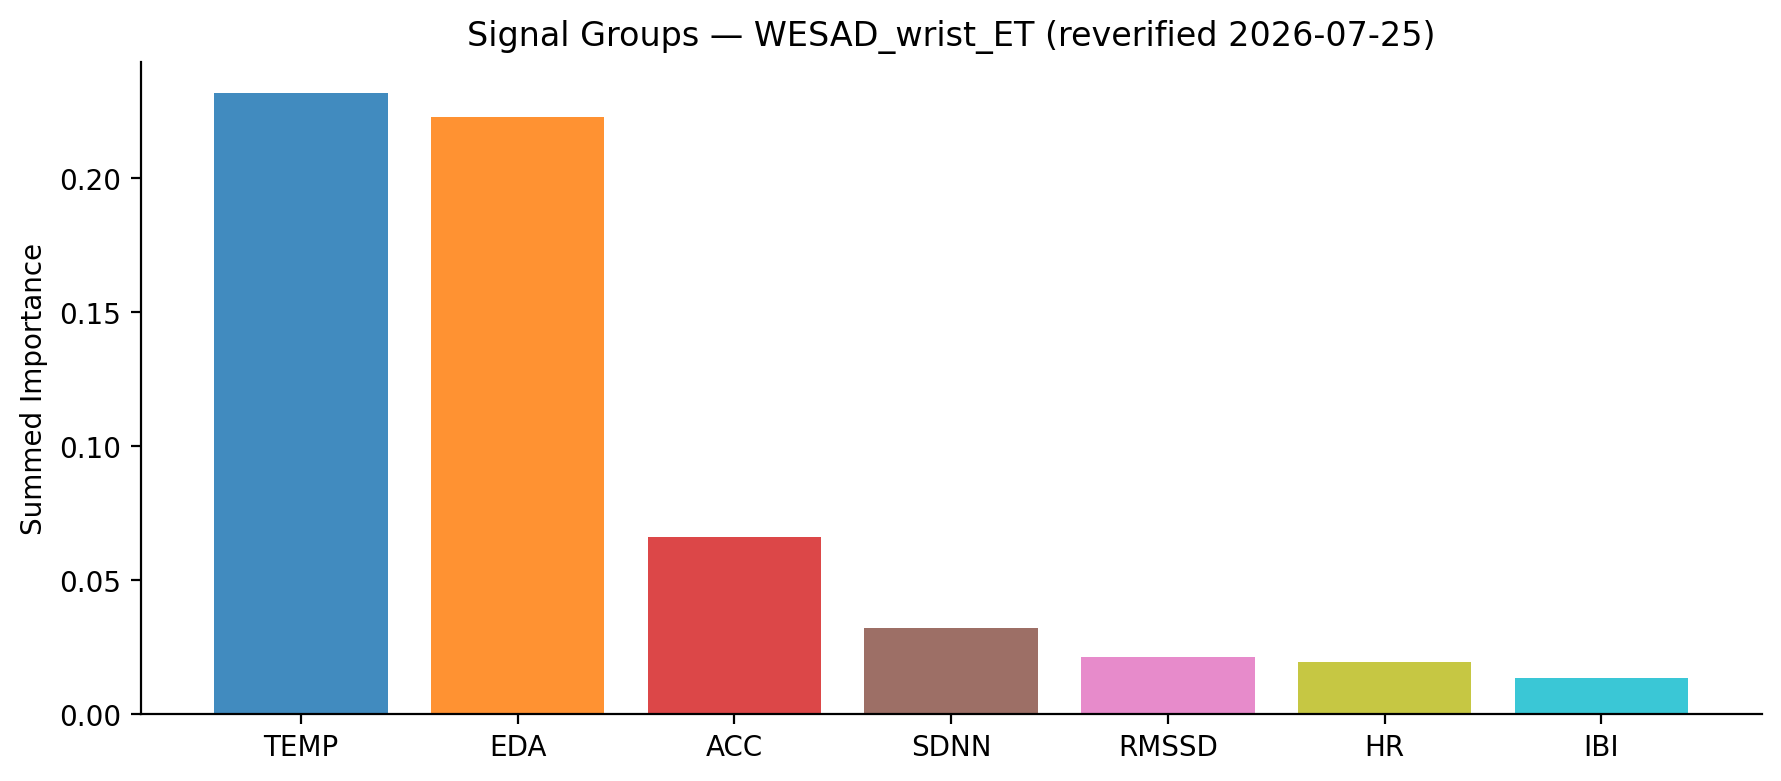 Signal Groups — WESAD_wrist_ET (reverified 2026-07-25)
Summed Importance
0.20
0.15
0.10
0.05
0.00
TEMP EDA ACC SDNN RMSSD HR IBI